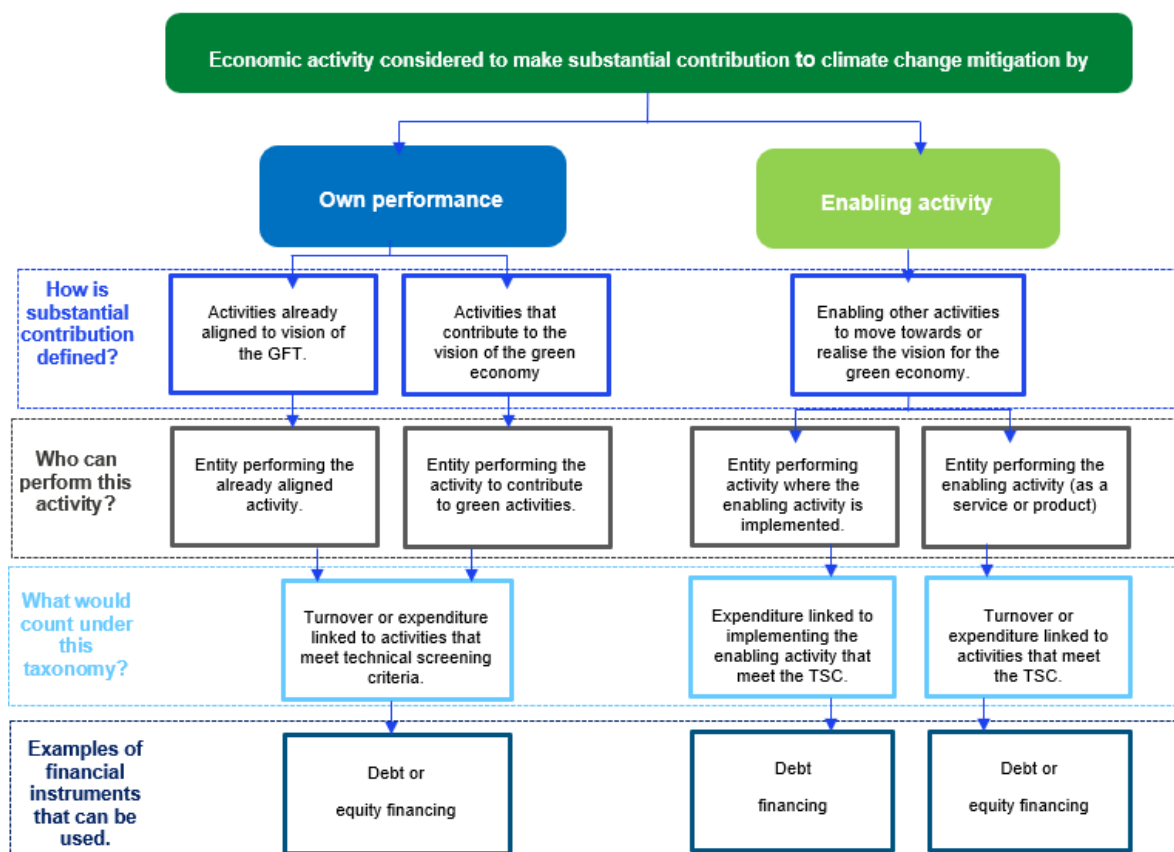 Economic activity considered to make substantial contribution to climate change mitigation by
Own performance
Enabling activity
How is
substantial
contribution
defined?
Activities already
aligned to vision of
the GFT.
Activities that
contribute to the
vision of the green
economy
Enabling other activities
to move towards or
realise the vision for the
green economy.
Who can
perform this
activity?
Entity performing the
already aligned
activity.
Entity performing the
activity to contribute
to green activities.
Entity performing
activity where the
enabling activity is
implemented.
Entity performing the
enabling activity (as a
service or product)
What would
count under
this
taxonomy?
Turnover or expenditure
linked to activities that
meet technical screening
criteria.
Expenditure linked to
implementing the
enabling activity that
meet the TSC.
Turnover or
expenditure linked to
activities that meet
the TSC.
Examples of
financial
instruments
that can be
used.
Debt or
equity financing
Debt
financing
Debt or
equity financing